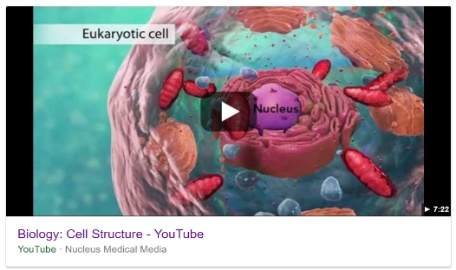 Eukaryotic cell
Nucleus
7:22
Biology: Cell Structure - YouTube
YouTube · Nucleus Medical Media